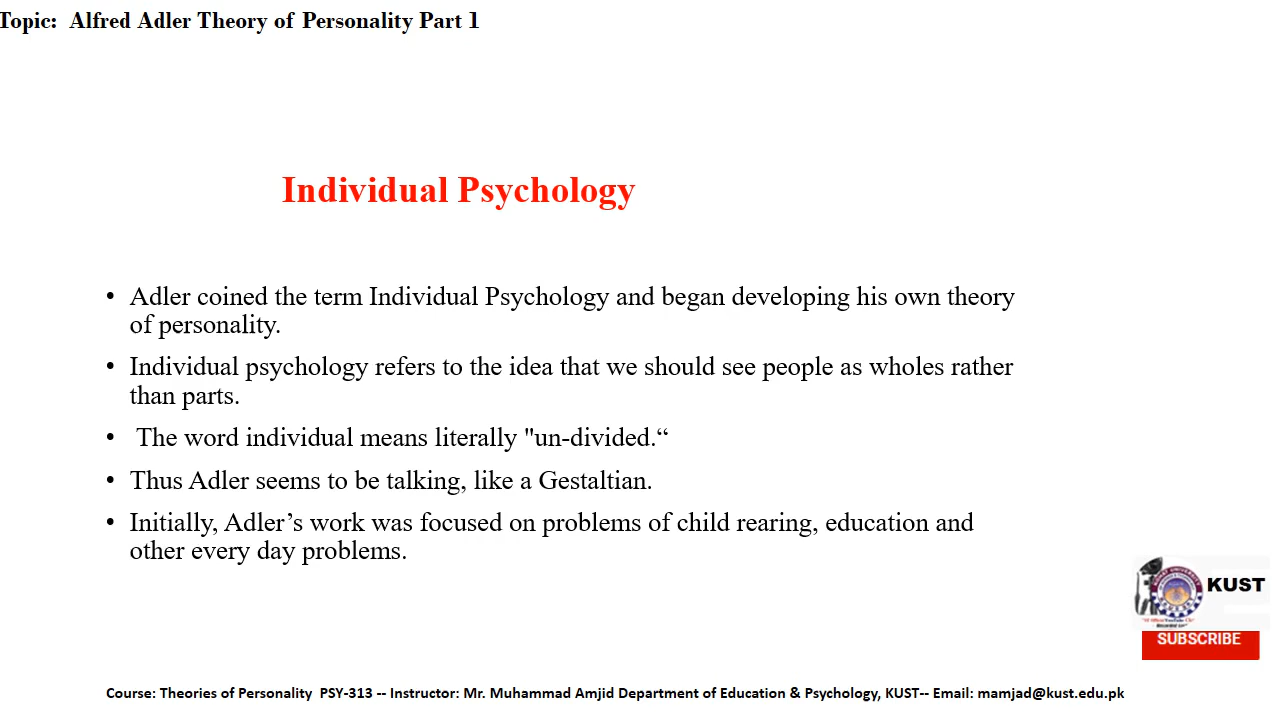 Topic: Alfred Adler Theory of Personality Part 1
Individual Psychology
• Adler coined the term Individual Psychology and began developing his own theory
of personality.
• Individual psychology refers to the idea that we should see people as wholes rather
than parts.
• The word individual means literally "un-divided.“
• Thus Adler seems to be talking, like a Gestaltian.
• Initially, Adler’s work was focused on problems of child rearing, education and
other every day problems.
KUST
SUBSCRIBE
Course: Theories of Personality PSY-313 -- Instructor: Mr. Muhammad Amjid Department of Education & Psychology, KUST-- Email: mamjad@kust.edu.pk